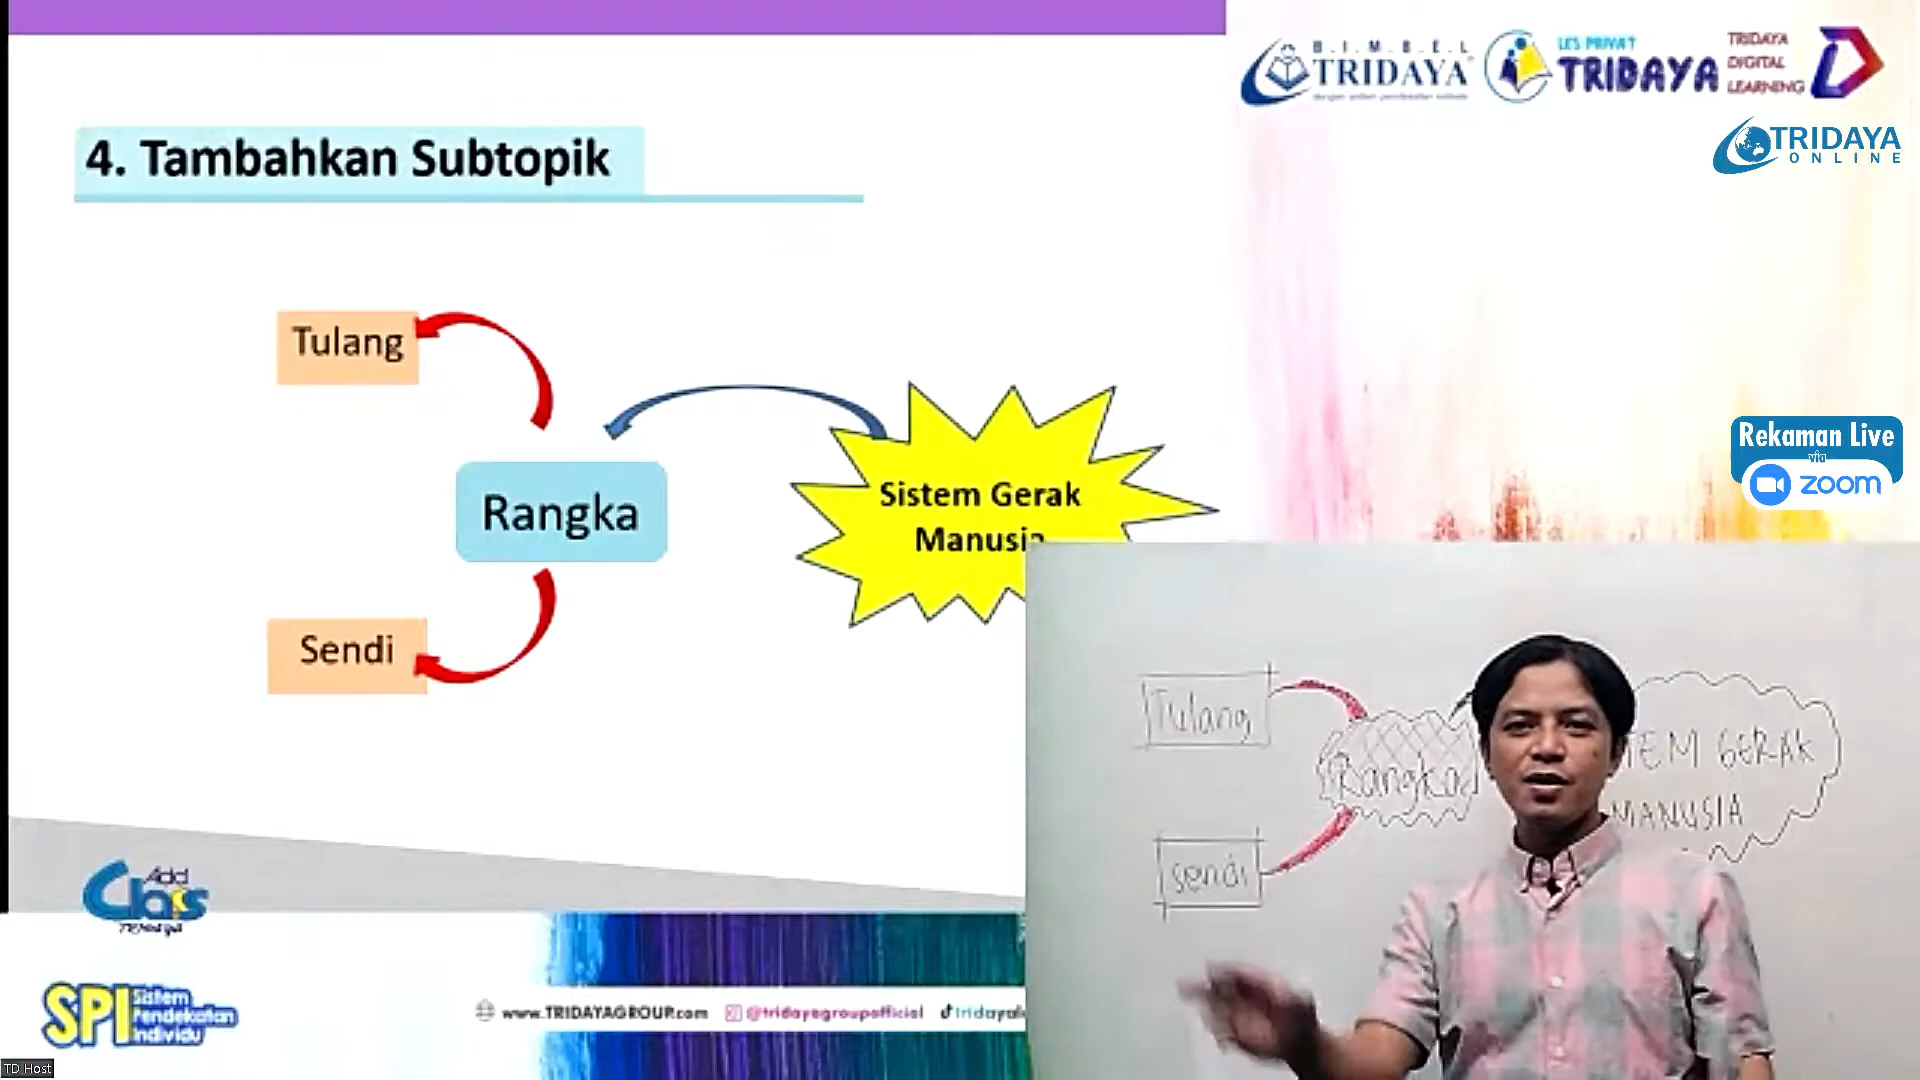 B.I.M.B.E.L
TRIDAYA
LES PRIVAT
TRIDAYA
TRIDAYA
DIGITAL
LEARNING
TRIDAYA
ONLINE
4. Tambahkan Subtopik
Tulang
Rangka
Sendi
Sistem Gerak
Manusia
Rekaman Live
via
zoom
Tulang
Rangka
TEM GERAK
MANUSIA
sendi
Add
Class
SPI Sistem
Pendekatan
Individu
www.TRIDAYAGROUP.com
@tridayagroupofficial
TD Host